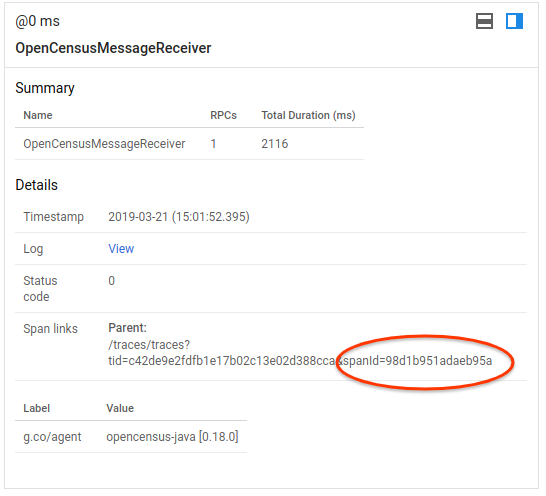 @0 ms
OpenCensusMessageReceiver
Summary
Name RPCs Total Duration (ms)
OpenCensusMessageReceiver 1 2116
Details
Timestamp 2019-03-21 (15:01:52.395)
Log View
Status code 0
Span links Parent:
/traces/traces?
tid=c42de9e2fdfb1e17b02c13e02d388cca&spanId=98d1b951adaeb95a
Label Value
g.co/agent opencensus-java [0.18.0]